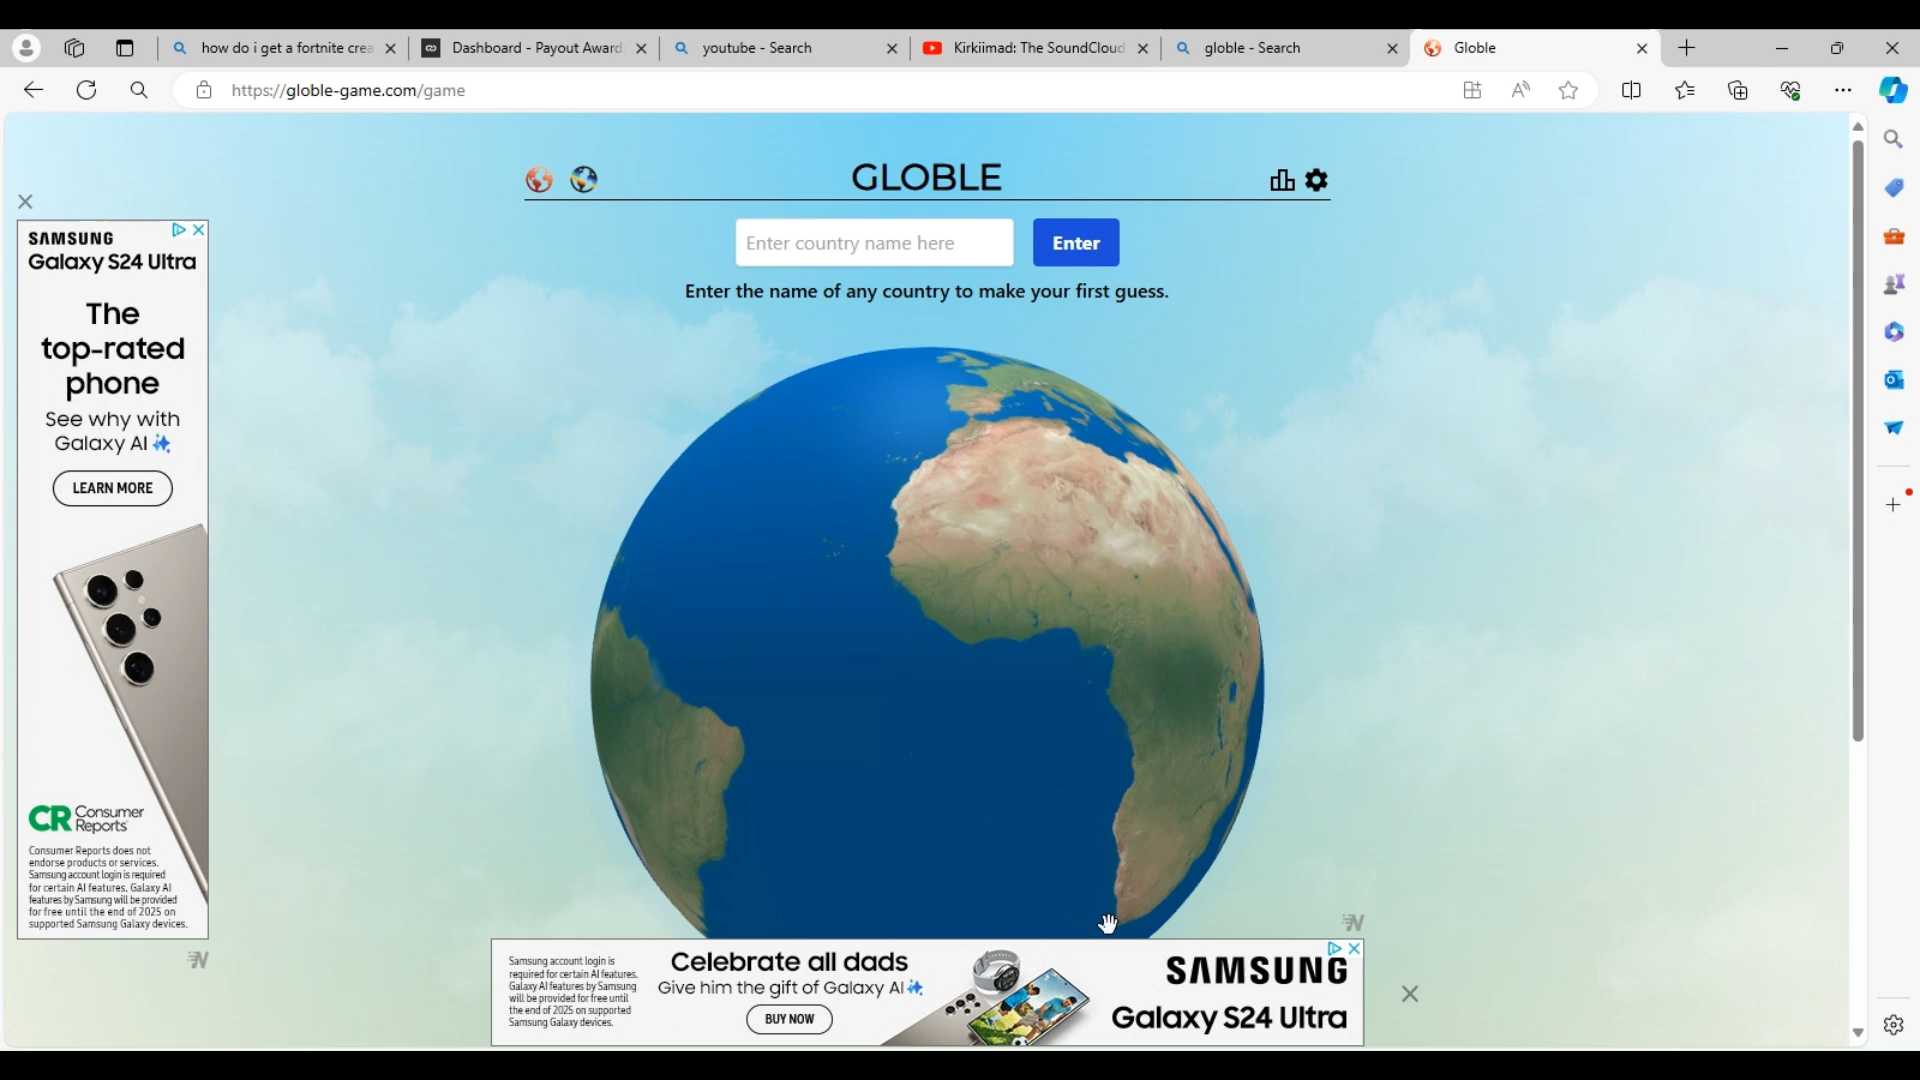 how do i get a fortnite crea
Dashboard - Payout Award
youtube - Search
Kirkiimad: The SoundCloud
globle - Search
Globle
https://globle-game.com/game
GLOBLE
Enter country name here
Enter
Enter the name of any country to make your first guess.
SAMSUNG
Galaxy S24 Ultra
The
top-rated
phone
See why with
Galaxy AI
LEARN MORE
CR Consumer
Reports
Consumer Reports does not
endorse products or services.
Samsung account login is required
for certain AI features. Galaxy AI
features by Samsung will be provided
for free until the end of 2025 on
supported Samsung Galaxy devices.
Samsung account login is
required for certain AI features.
Galaxy AI features by Samsung
will be provided for free until
the end of 2025 on supported
Samsung Galaxy devices.
Celebrate all dads
Give him the gift of Galaxy AI
BUY NOW
SAMSUNG
Galaxy S24 Ultra